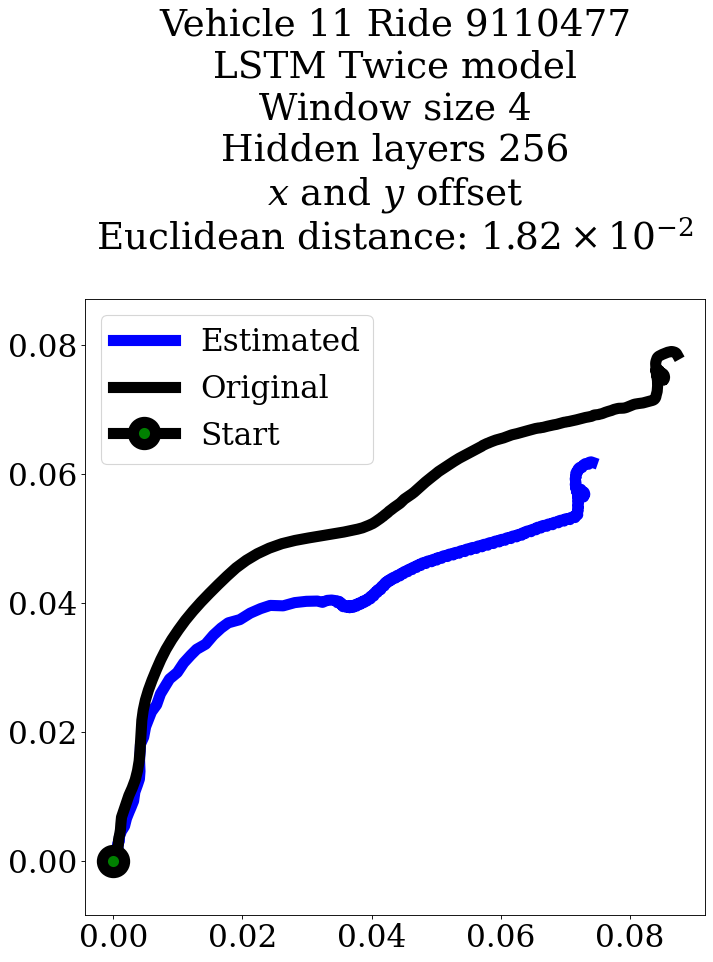 Vehicle 11 Ride 9110477
LSTM Twice model
Window size 4
Hidden layers 256
x and y offset
Euclidean distance: 1.82 × 10⁻²
Estimated
Original
Start
0.08
0.06
0.04
0.02
0.00
0.00 0.02 0.04 0.06 0.08